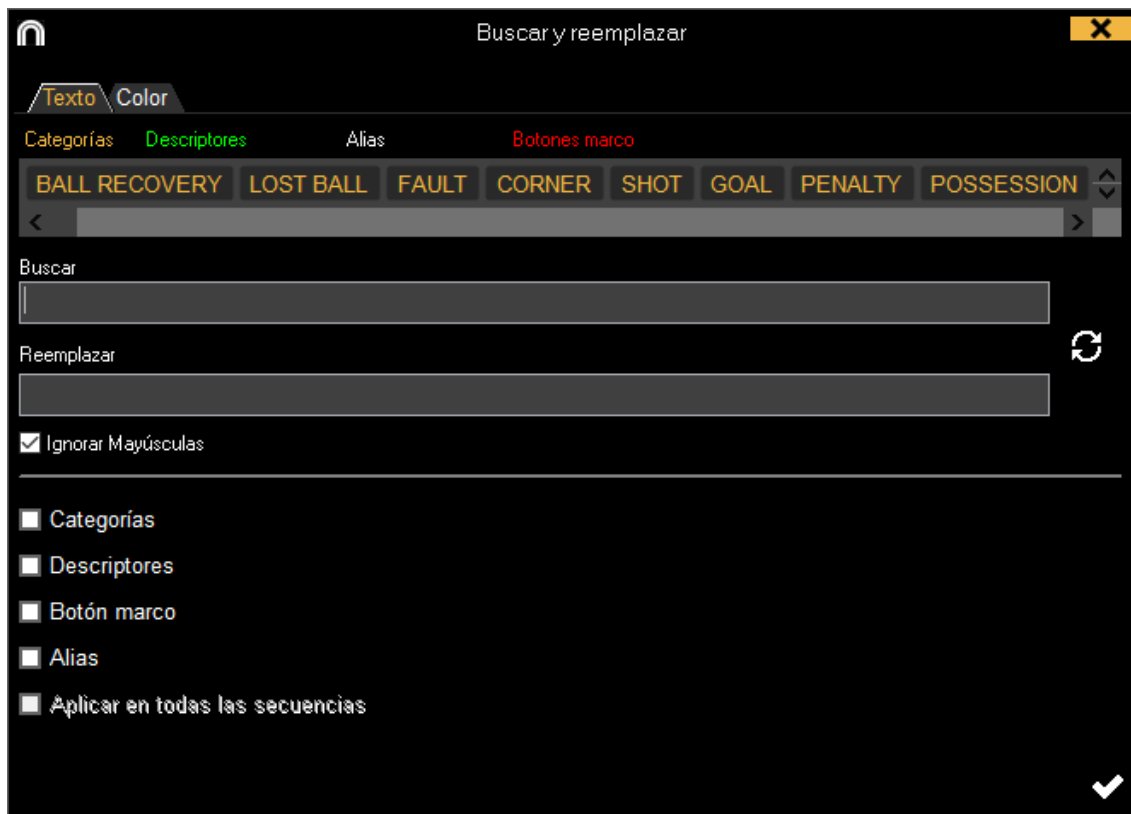 Buscar y reemplazar
Texto Color
Categorías Descriptores Alias Botones marco
BALL RECOVERY LOST BALL FAULT CORNER SHOT GOAL PENALTY POSSESSION
Buscar
Reemplazar
Ignorar Mayúsculas
Categorías
Descriptores
Botón marco
Alias
Aplicar en todas las secuencias